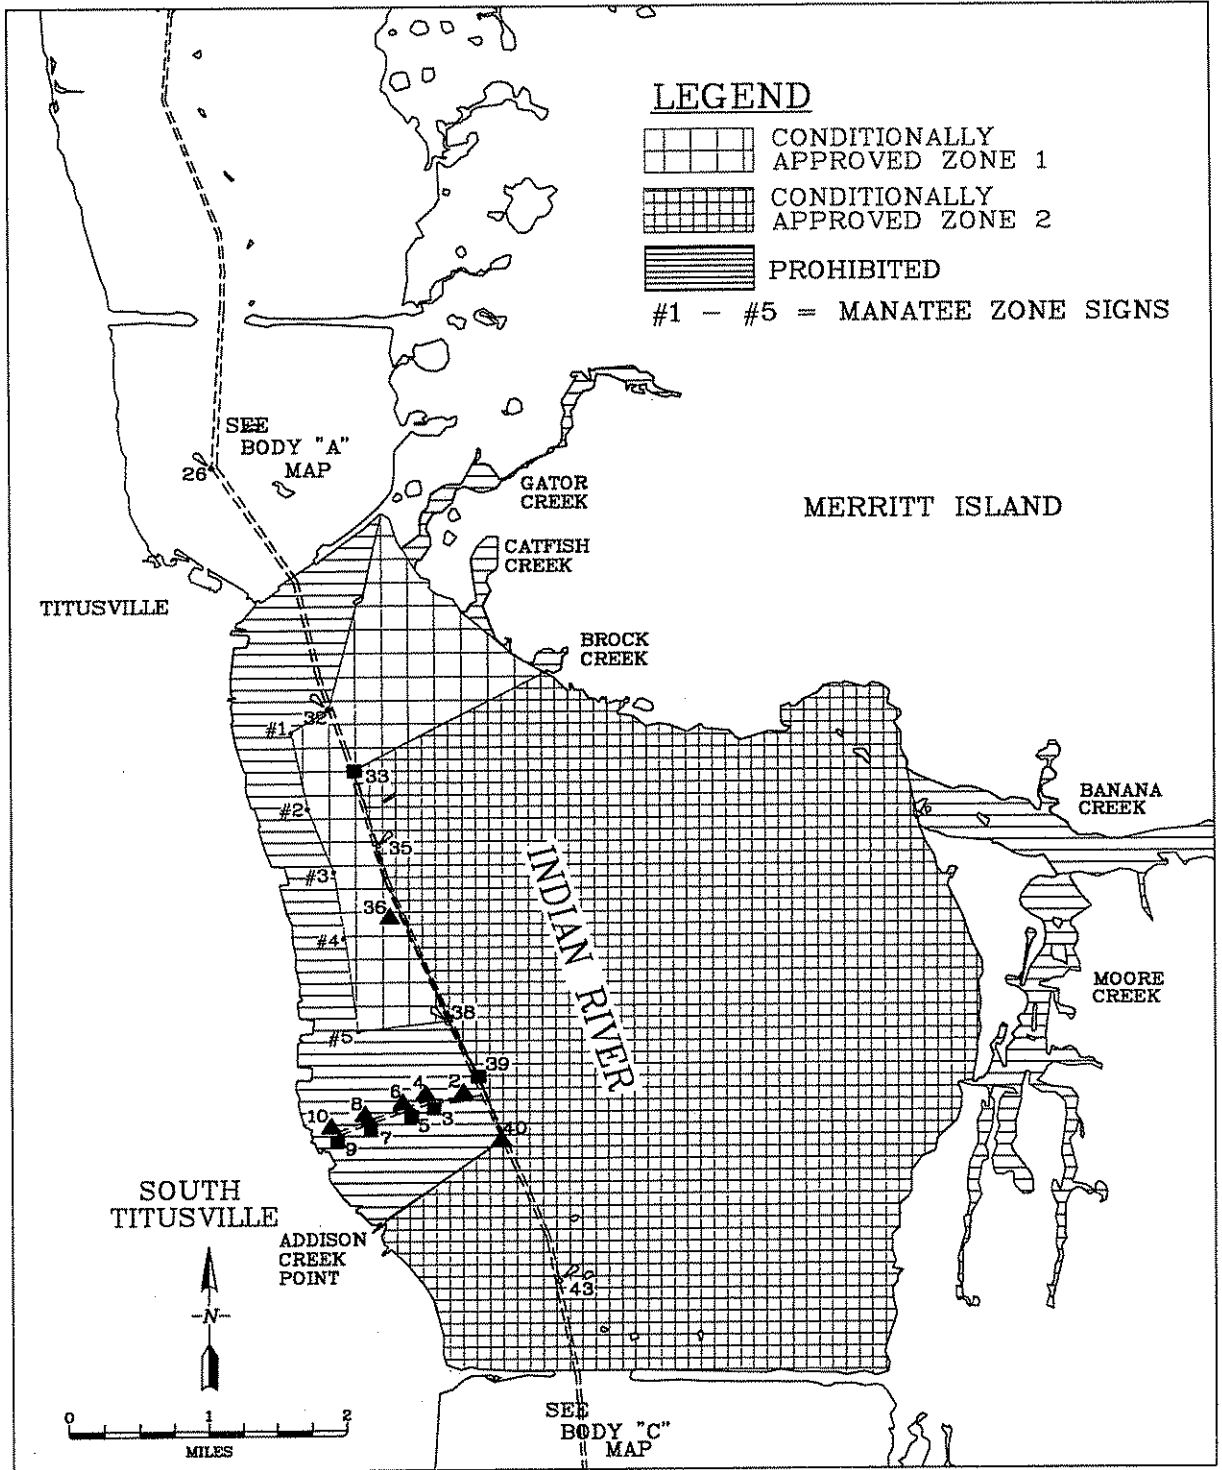 LEGEND
CONDITIONALLY
APPROVED ZONE 1
CONDITIONALLY
APPROVED ZONE 2
PROHIBITED
#1 - #5 = MANATEE ZONE SIGNS
SEE
BODY "A"
MAP
26
GATOR
CREEK
MERRITT ISLAND
CATFISH
CREEK
TITUSVILLE
BROCK
CREEK
32
#1
33
BANANA
CREEK
#2
35
INDIAN RIVER
#3
36
#4
MOORE
CREEK
38
#5
39
2
4
6
8
10
3
5
7
9
40
SOUTH
TITUSVILLE
ADDISON
CREEK
POINT
43
-N-
0 1 2
MILES
SEE
BODY "C"
MAP